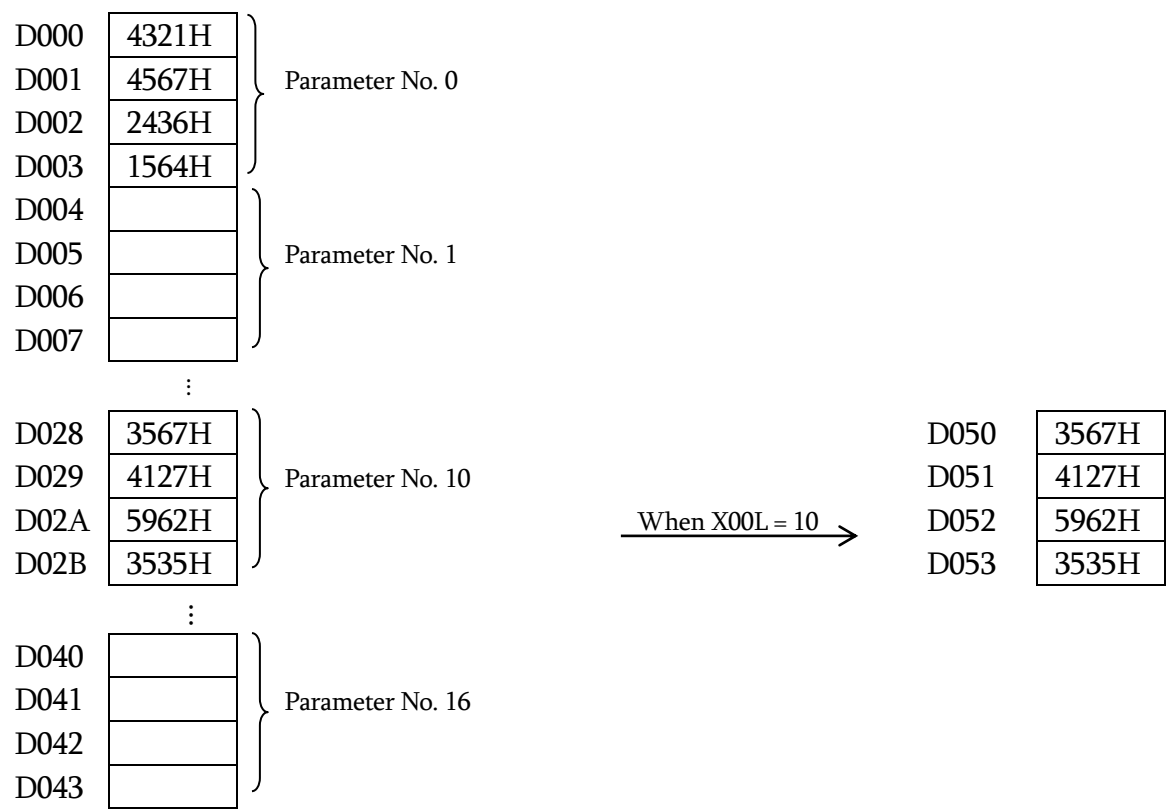 D000 4321H
D001 4567H Parameter No. 0
D002 2436H
D003 1564H
D004
D005 Parameter No. 1
D006
D007
⋮
D028 3567H D050 3567H
D029 4127H Parameter No. 10 D051 4127H
D02A 5962H When X00L = 10 D052 5962H
D02B 3535H D053 3535H
⋮
D040
D041 Parameter No. 16
D042
D043